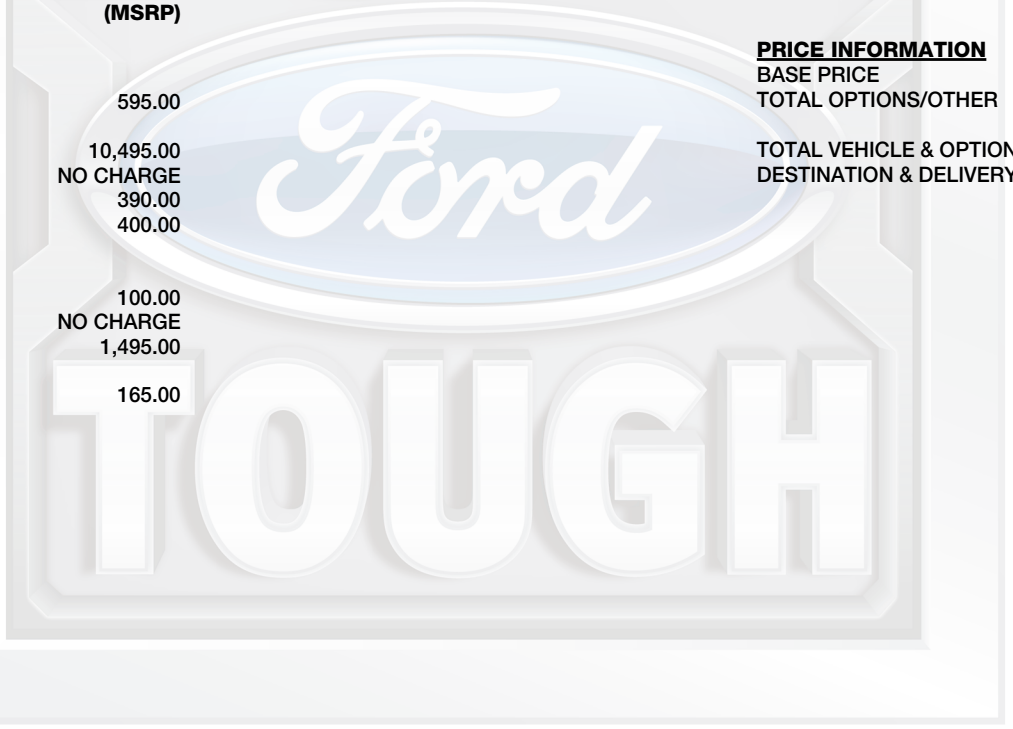 (MSRP)
595.00
10,495.00
NO CHARGE
390.00
400.00
100.00
NO CHARGE
1,495.00
165.00
PRICE INFORMATION
BASE PRICE
TOTAL OPTIONS/OTHER
TOTAL VEHICLE & OPTION
DESTINATION & DELIVERY
Ford
TOUGH